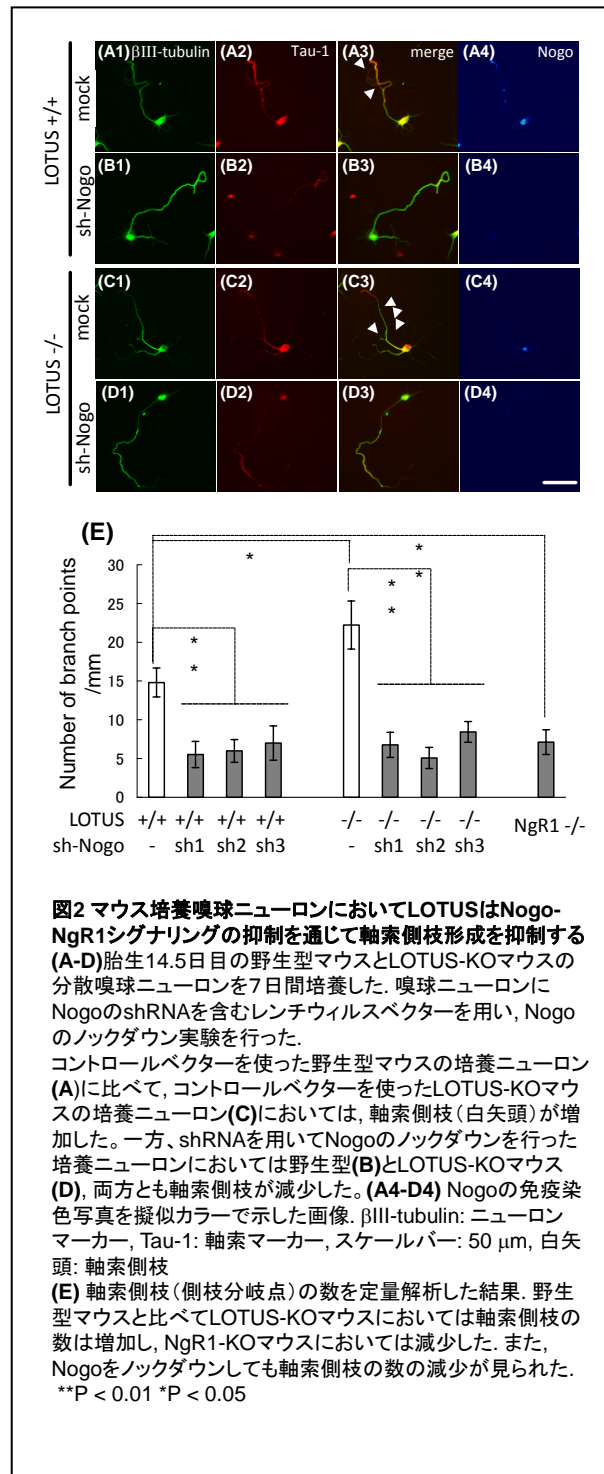 (A1) βIII-tubulin (A2) Tau-1 (A3) merge (A4) Nogo
LOTUS +/+
mock
(B1) (B2) (B3) (B4)
sh-Nogo
(C1) (C2) (C3) (C4)
LOTUS -/-
mock
(D1) (D2) (D3) (D4)
sh-Nogo
(E)
Number of branch points
/mm
30
25
20
15
10
5
0
*
*
*
*
*
*
*
LOTUS +/+ +/+ +/+ +/+ -/- -/- -/- -/- NgR1 -/-
sh-Nogo - sh1 sh2 sh3 - sh1 sh2 sh3
図2 マウス培養嗅球ニューロンにおいてLOTUSはNogo-
NgR1シグナリングの抑制を通じて軸索側枝形成を抑制する
(A-D)胎生14.5日目の野生型マウスとLOTUS-KOマウスの
分散嗅球ニューロンを7日間培養した. 嗅球ニューロンに
NogoのshRNAを含むレンチウィルスベクターを用い, Nogo
のノックダウン実験を行った.
コントロールベクターを使った野生型マウスの培養ニューロン
(A)に比べて, コントロールベクターを使ったLOTUS-KOマウ
スの培養ニューロン(C)においては, 軸索側枝(白矢頭)が増
加した。一方、shRNAを用いてNogoのノックダウンを行った
培養ニューロンにおいては野生型(B)とLOTUS-KOマウス
(D), 両方とも軸索側枝が減少した。(A4-D4) Nogoの免疫染
色写真を擬似カラーで示した画像. βIII-tubulin: ニューロン
マーカー, Tau-1: 軸索マーカー, スケールバー: 50 μm, 白矢
頭: 軸索側枝
(E) 軸索側枝(側枝分岐点)の数を定量解析した結果. 野生
型マウスと比べてLOTUS-KOマウスにおいては軸索側枝の
数は増加し, NgR1-KOマウスにおいては減少した. また,
Nogoをノックダウンしても軸索側枝の数の減少が見られた.
**P < 0.01 *P < 0.05